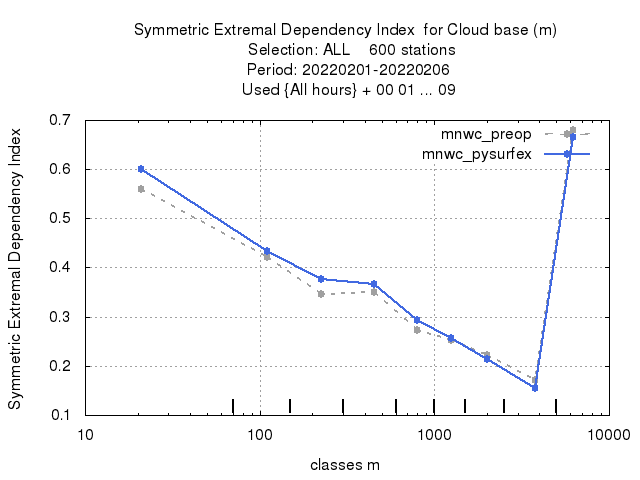 Symmetric Extremal Dependency Index  for Cloud base (m)
Selection: ALL    600 stations
Period: 20220201-20220206
Used {All hours} + 00 01 ... 09
Symmetric Extremal Dependency Index
0.7
0.6
0.5
0.4
0.3
0.2
0.1
mnwc_preop
mnwc_pysurfex
10
100
1000
10000
classes m